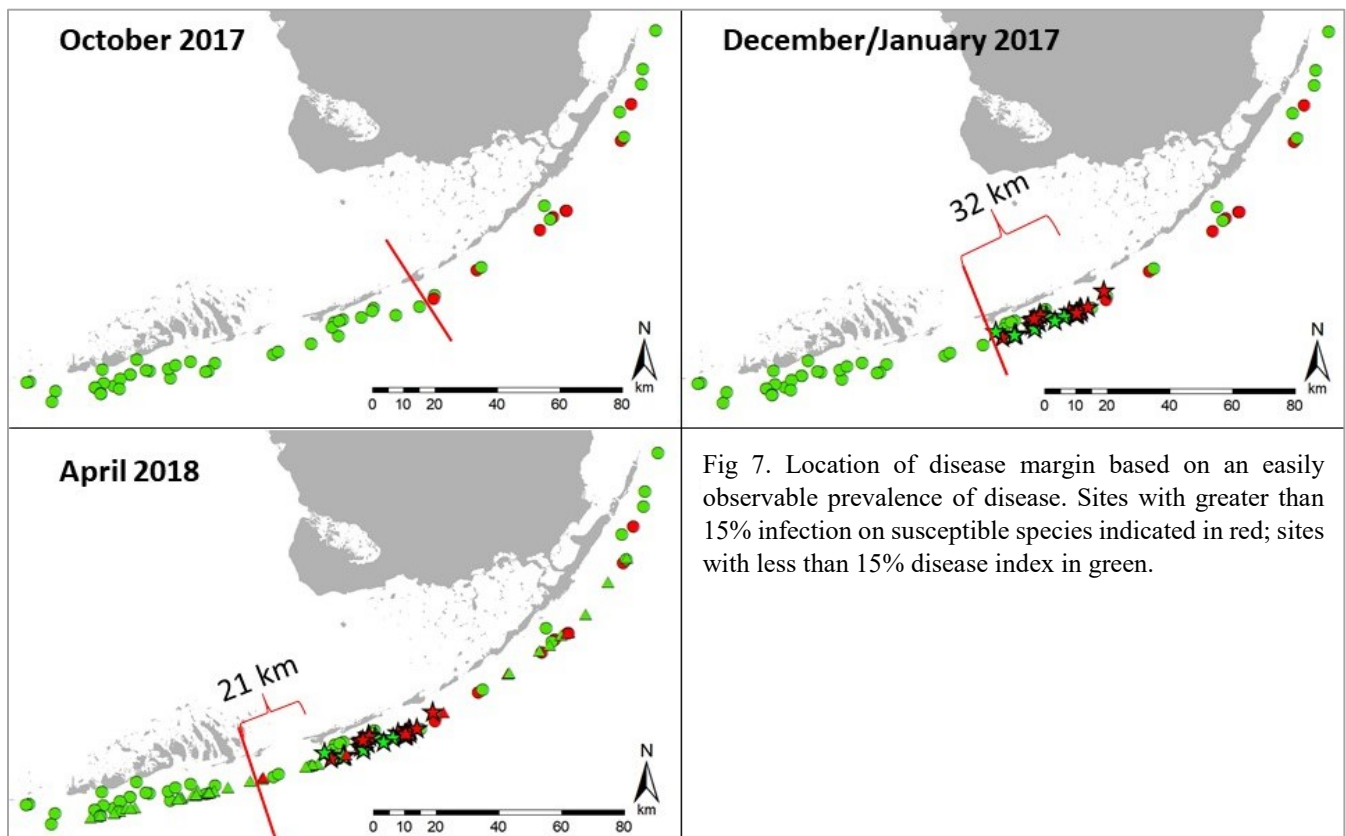 October 2017
N
km
0 10 20 40 60 80
December/January 2017
32 km
N
km
0 10 20 40 60 80
April 2018
21 km
N
km
0 10 20 40 60 80
Fig 7. Location of disease margin based on an easily
observable prevalence of disease. Sites with greater than
15% infection on susceptible species indicated in red; sites
with less than 15% disease index in green.